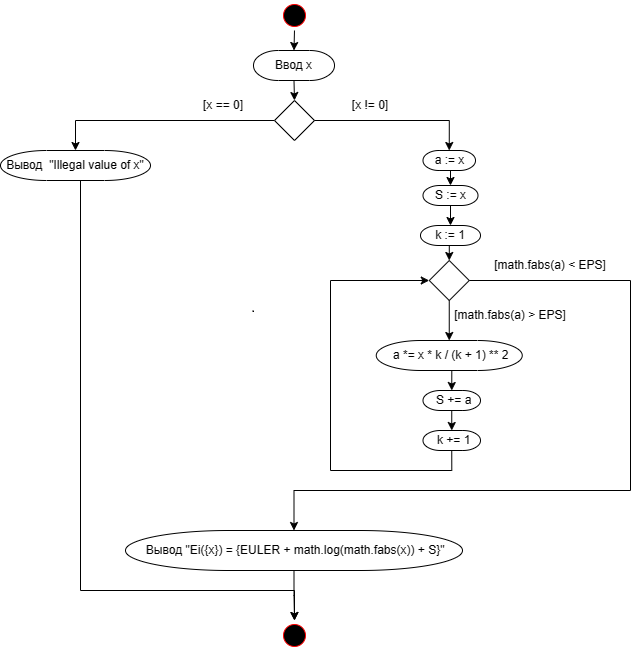 Ввод x
[x == 0]
[x != 0]
Вывод "Illegal value of x"
a := x
S := x
k := 1
[math.fabs(a) < EPS]
[math.fabs(a) > EPS]
a *= x * k / (k + 1) ** 2
S += a
k += 1
Вывод "Ei({x}) = {EULER + math.log(math.fabs(x)) + S}"